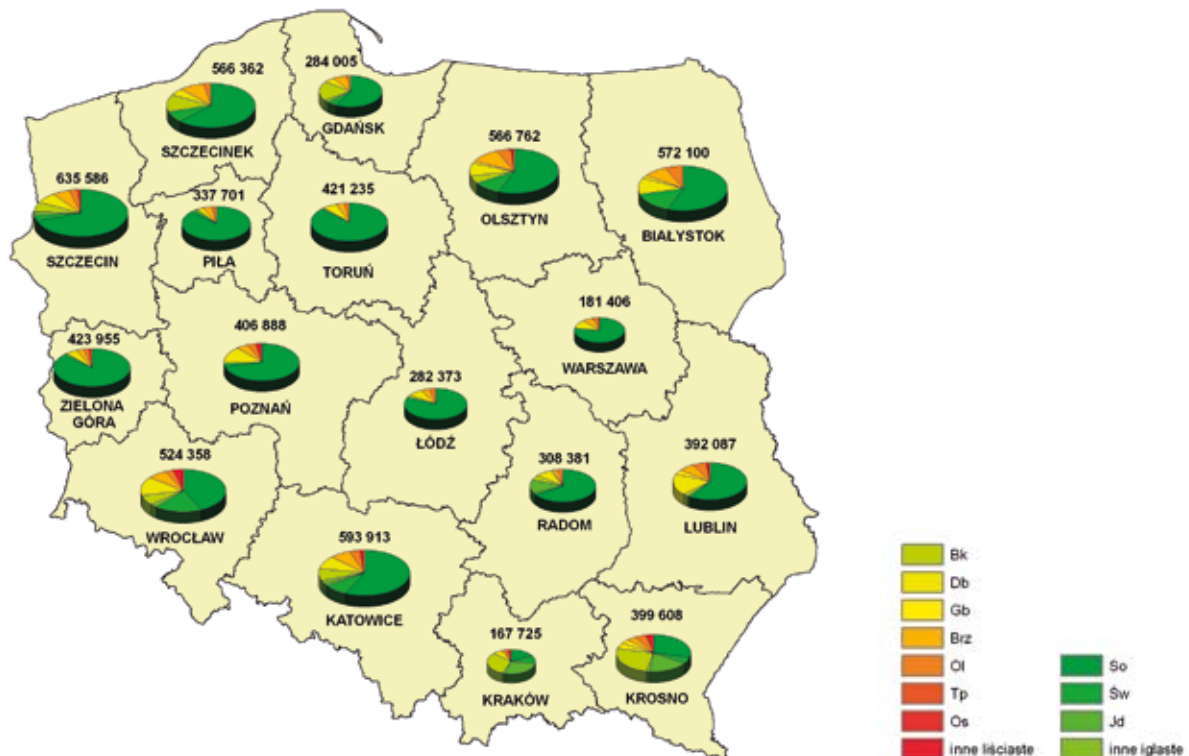 566 362
SZCZECINEK
284 005
GDAŃSK
566 762
OLSZTYN
572 100
BIAŁYSTOK
635 586
SZCZECIN
337 701
PIŁA
421 235
TORUŃ
181 406
WARSZAWA
423 955
ZIELONA
GÓRA
406 888
POZNAŃ
282 373
ŁÓDŹ
524 358
WROCŁAW
308 381
RADOM
392 087
LUBLIN
593 913
KATOWICE
167 725
KRAKÓW
399 608
KROSNO
Bk
Db
Gb
Brz
Ol
Tp
Os
inne liściaste
So
Św
Jd
inne iglaste